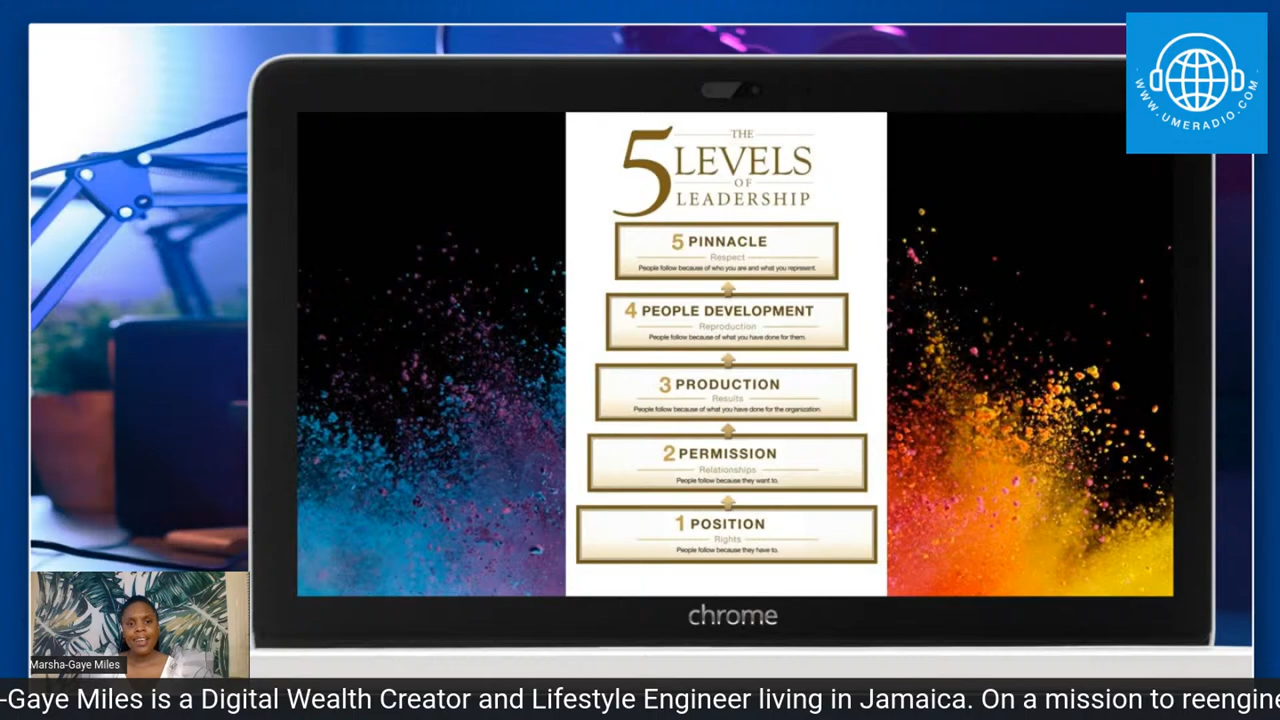 WWW.UMERADIO.COM
THE
5 LEVELS
OF
LEADERSHIP
5 PINNACLE
Respect
People follow because of who you are and what you represent.
4 PEOPLE DEVELOPMENT
Reproduction
People follow because of what you have done for them.
3 PRODUCTION
Results
People follow because of what you have done for the organization.
2 PERMISSION
Relationships
People follow because they want to.
1 POSITION
Rights
People follow because they have to.
chrome
Marsha-Gaye Miles
-Gaye Miles is a Digital Wealth Creator and Lifestyle Engineer living in Jamaica. On a mission to reengine